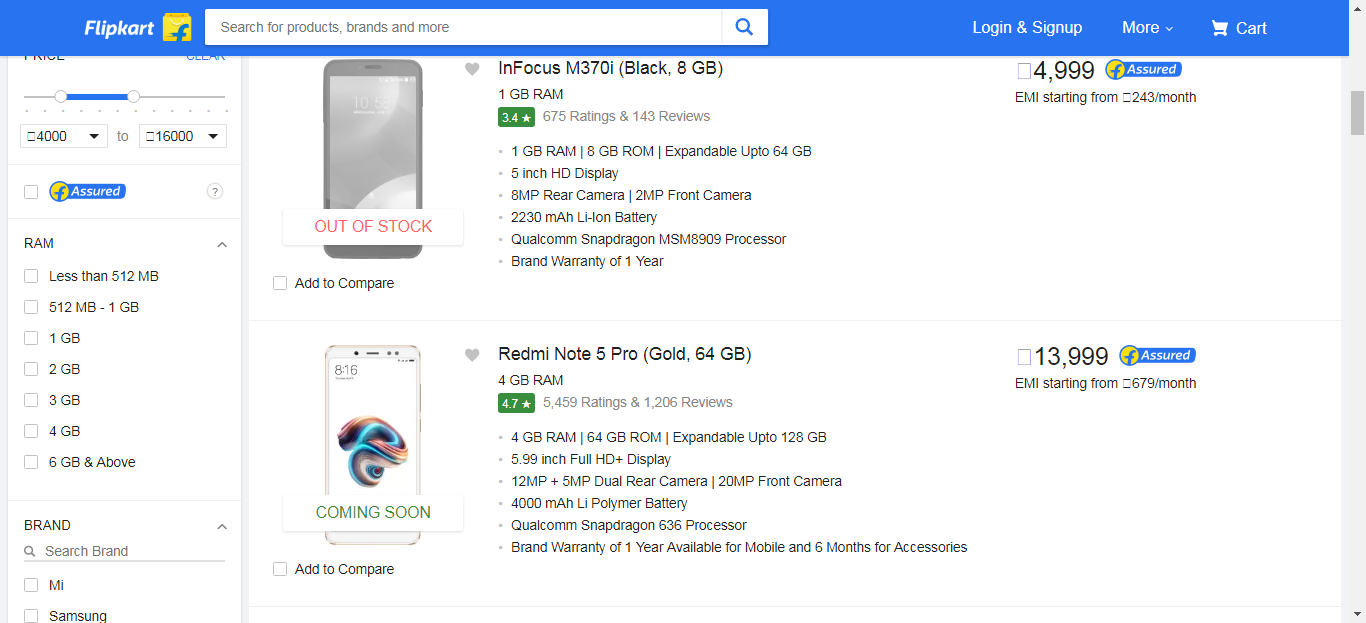 Flipkart
Search for products, brands and more
Login & Signup
More
Cart
PRICE
CLEAR
□4000
to
□16000
Assured
?
RAM
Less than 512 MB
512 MB - 1 GB
1 GB
2 GB
3 GB
4 GB
6 GB & Above
BRAND
Search Brand
Mi
Samsung
10:58
OUT OF STOCK
Add to Compare
InFocus M370i (Black, 8 GB)
1 GB RAM
3.4 ★ 675 Ratings & 143 Reviews
• 1 GB RAM | 8 GB ROM | Expandable Upto 64 GB
• 5 inch HD Display
• 8MP Rear Camera | 2MP Front Camera
• 2230 mAh Li-Ion Battery
• Qualcomm Snapdragon MSM8909 Processor
• Brand Warranty of 1 Year
□4,999 Assured
EMI starting from □243/month
8:16
COMING SOON
Add to Compare
Redmi Note 5 Pro (Gold, 64 GB)
4 GB RAM
4.7 ★ 5,459 Ratings & 1,206 Reviews
• 4 GB RAM | 64 GB ROM | Expandable Upto 128 GB
• 5.99 inch Full HD+ Display
• 12MP + 5MP Dual Rear Camera | 20MP Front Camera
• 4000 mAh Li Polymer Battery
• Qualcomm Snapdragon 636 Processor
• Brand Warranty of 1 Year Available for Mobile and 6 Months for Accessories
□13,999 Assured
EMI starting from □679/month